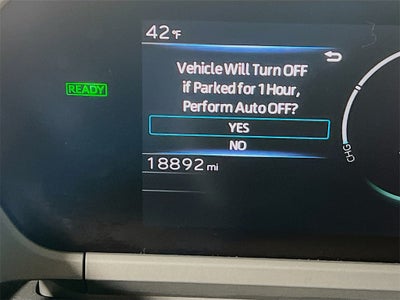 42°F
READY
Vehicle Will Turn OFF
if Parked for 1 Hour,
Perform Auto OFF?
YES
NO
18892 mi
CHG